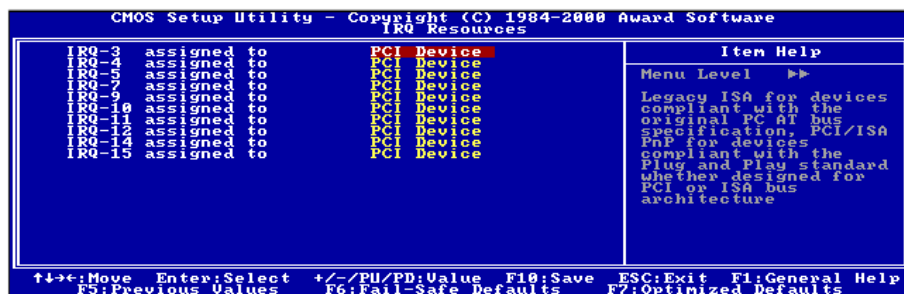 CMOS Setup Utility - Copyright (C) 1984-2000 Award Software
IRQ Resources
IRQ-3 assigned to PCI Device
IRQ-4 assigned to PCI Device
IRQ-5 assigned to PCI Device
IRQ-7 assigned to PCI Device
IRQ-9 assigned to PCI Device
IRQ-10 assigned to PCI Device
IRQ-11 assigned to PCI Device
IRQ-12 assigned to PCI Device
IRQ-14 assigned to PCI Device
IRQ-15 assigned to PCI Device
Item Help
Menu Level ▶▶
Legacy ISA for devices
compliant with the
original PC AT bus
specification, PCI/ISA
PnP for devices
compliant with the
Plug and Play standard
whether designed for
PCI or ISA bus
architecture
↑↓→←:Move Enter:Select +/-/PU/PD:Value F10:Save ESC:Exit F1:General Help
F5:Previous Values F6:Fail-Safe Defaults F7:Optimized Defaults